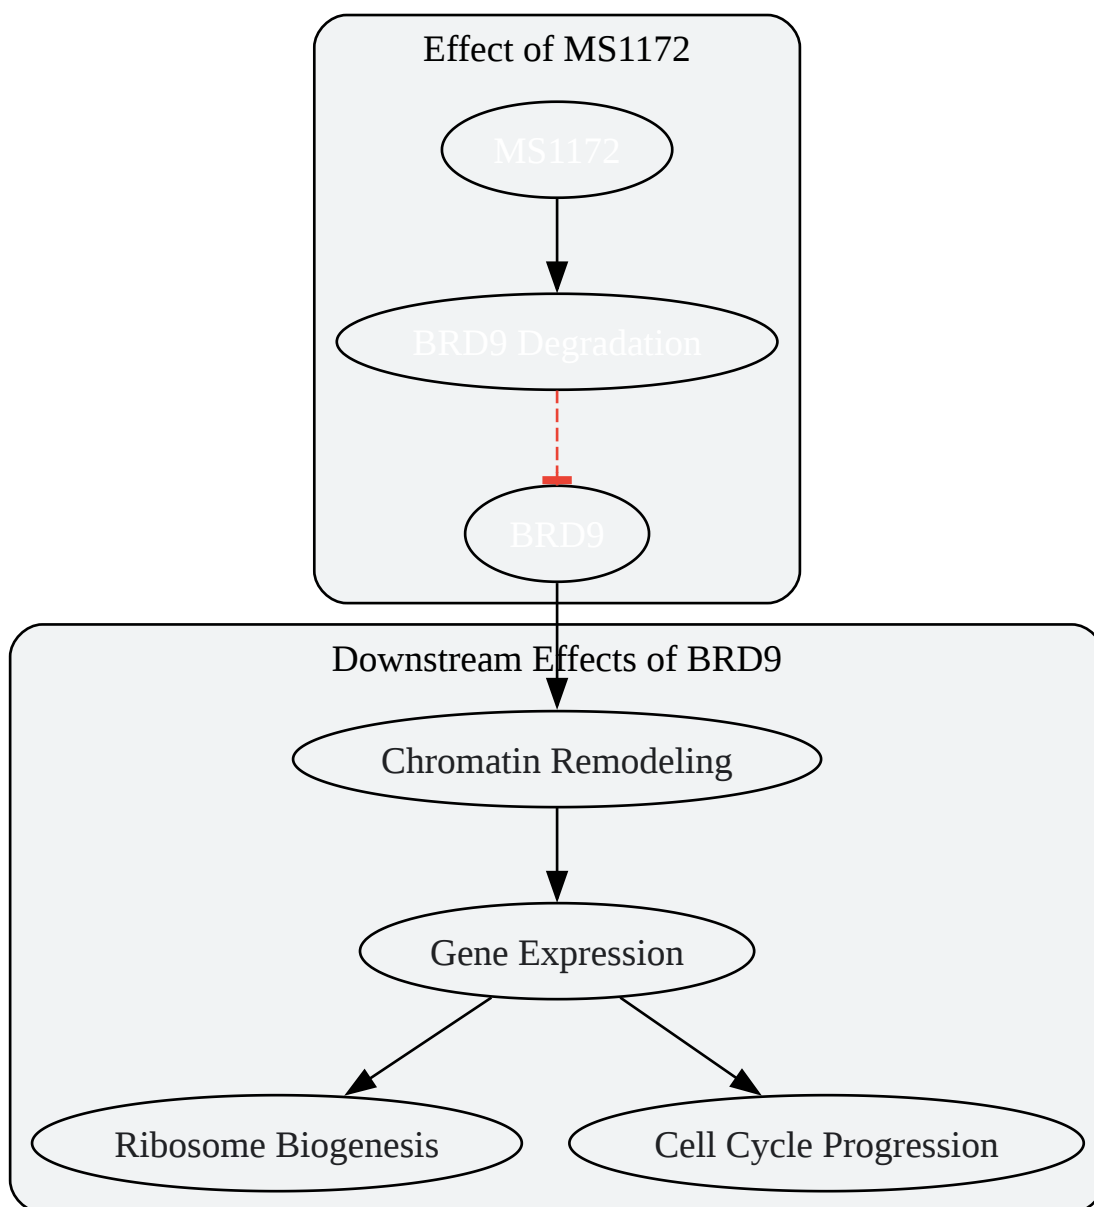 Effect of MS1172
MS1172
BRD9 Degradation
BRD9
Downstream Effects of BRD9
Chromatin Remodeling
Gene Expression
Ribosome Biogenesis
Cell Cycle Progression